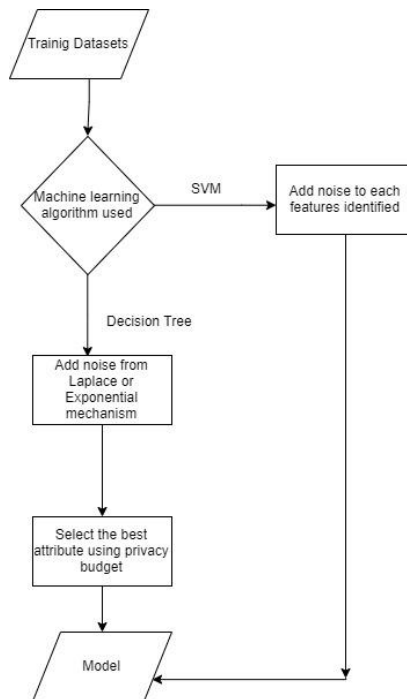 Trainig Datasets
Machine learning
algorithm used
SVM
Add noise to each
features identified
Decision Tree
Add noise from
Laplace or
Exponential
mechanism
Select the best
attribute using privacy
budget
Model